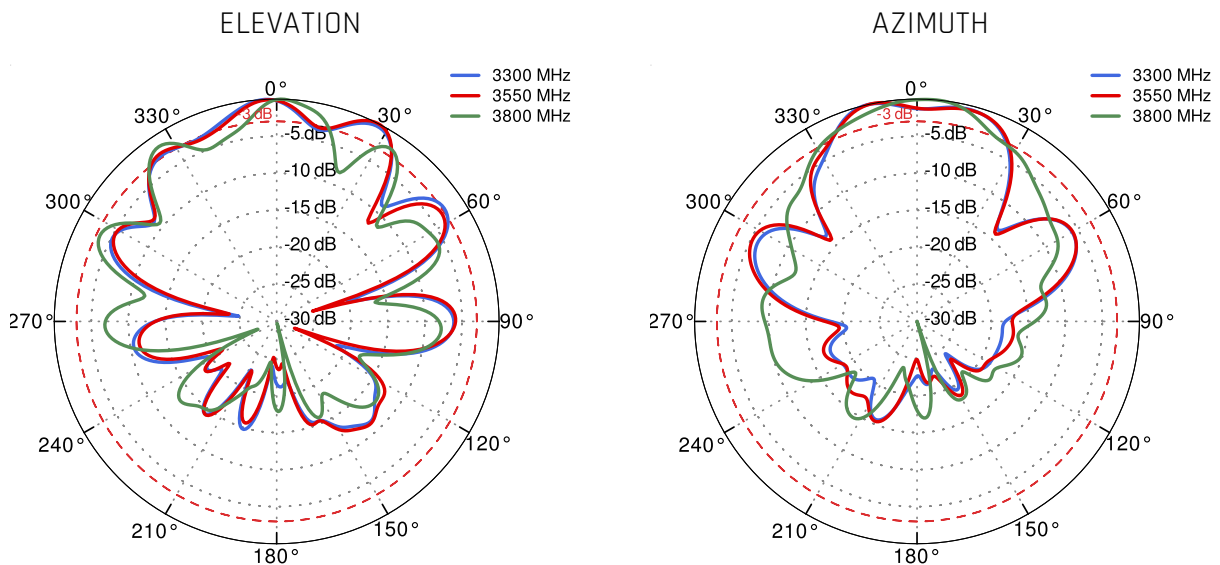 ELEVATION
3300 MHz
3550 MHz
3800 MHz
0°
330°
30°
3 dB
-5 dB
-10 dB
300°
60°
-15 dB
-20 dB
-25 dB
270°
-30 dB
90°
240°
120°
210°
150°
180°
AZIMUTH
3300 MHz
3550 MHz
3800 MHz
0°
330°
30°
-3 dB
-5 dB
-10 dB
300°
60°
-15 dB
-20 dB
-25 dB
270°
-30 dB
90°
240°
120°
210°
150°
180°